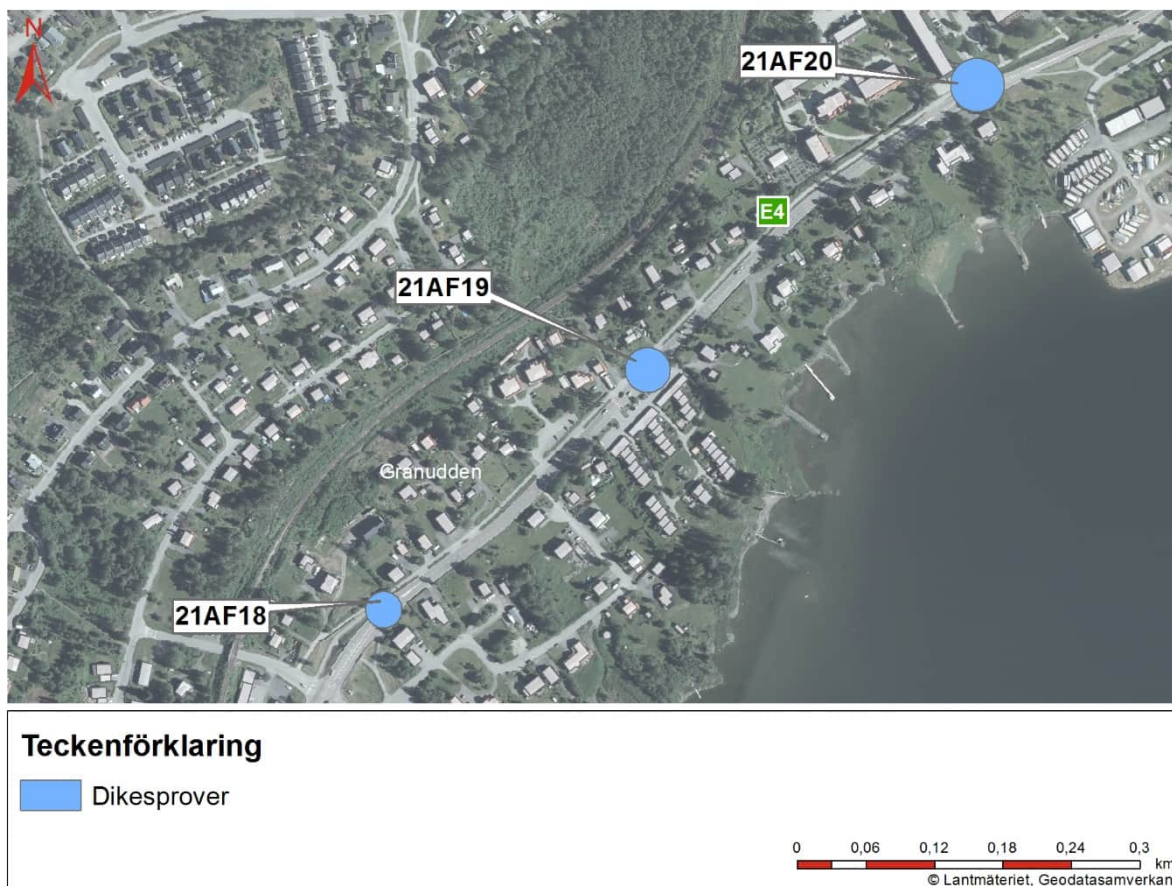 N
21AF20
E4
21AF19
Granudden
21AF18
Teckenförklaring
Dikesprover
0 0,06 0,12 0,18 0,24 0,3
km
© Lantmäteriet, Geodatasamverkan